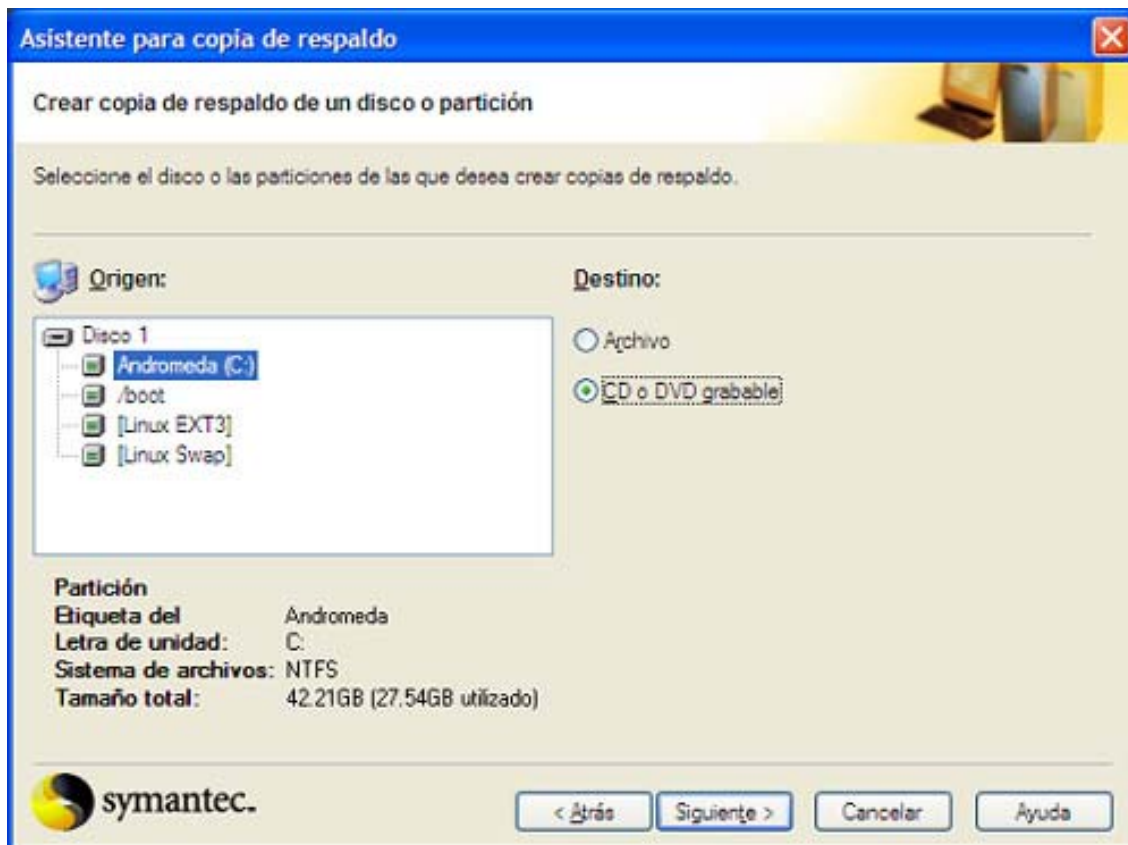 Asistente para copia de respaldo
Crear copia de respaldo de un disco o partición
Seleccione el disco o las particiones de las que desea crear copias de respaldo.
Origen:
Destino:
Disco 1
Andromeda (C:)
/boot
[Linux EXT3]
[Linux Swap]
Archivo
CD o DVD grabable
Partición
Etiqueta del Andromeda
Letra de unidad: C:
Sistema de archivos: NTFS
Tamaño total: 42.21GB (27.54GB utilizado)
symantec.
< Atrás Siguiente > Cancelar Ayuda